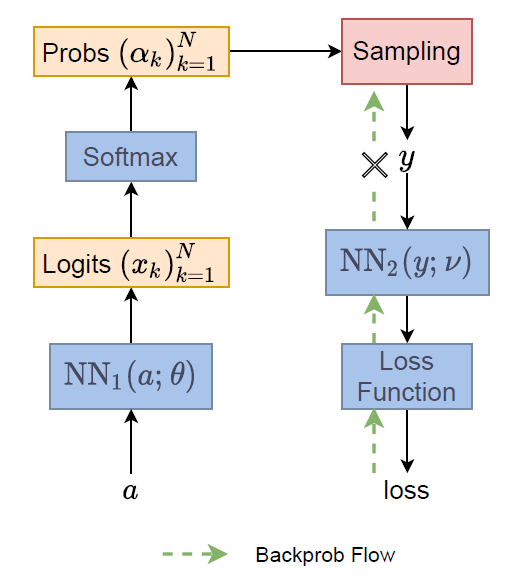 Probs $(\alpha_k)_{k=1}^{N}$
Sampling
Softmax
$y$
Logits $(x_k)_{k=1}^{N}$
$\mathrm{NN}_2(y; \nu)$
$\mathrm{NN}_1(a; \theta)$
Loss
Function
$a$
loss
Backprob Flow